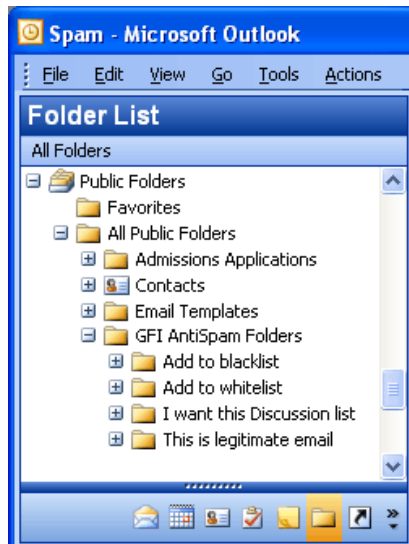 Spam - Microsoft Outlook
File Edit View Go Tools Actions
Folder List
All Folders
Public Folders
Favorites
All Public Folders
Admissions Applications
Contacts
Email Templates
GFI AntiSpam Folders
Add to blacklist
Add to whitelist
I want this Discussion list
This is legitimate email